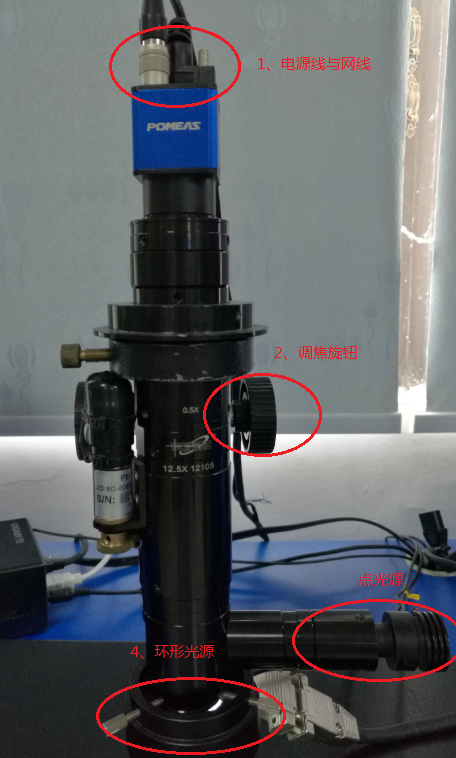 1、电源线与网线
POMEAS
2、调焦旋钮
0.5X
12.5X 12105
S/N:
点光源
4、环形光源